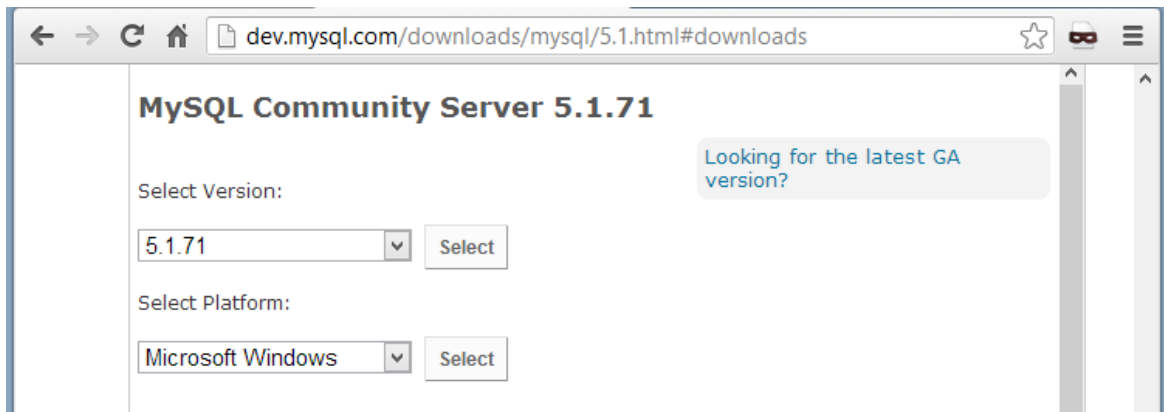 dev.mysql.com/downloads/mysql/5.1.html#downloads
MySQL Community Server 5.1.71
Looking for the latest GA
version?
Select Version:
5.1.71 Select
Select Platform:
Microsoft Windows Select